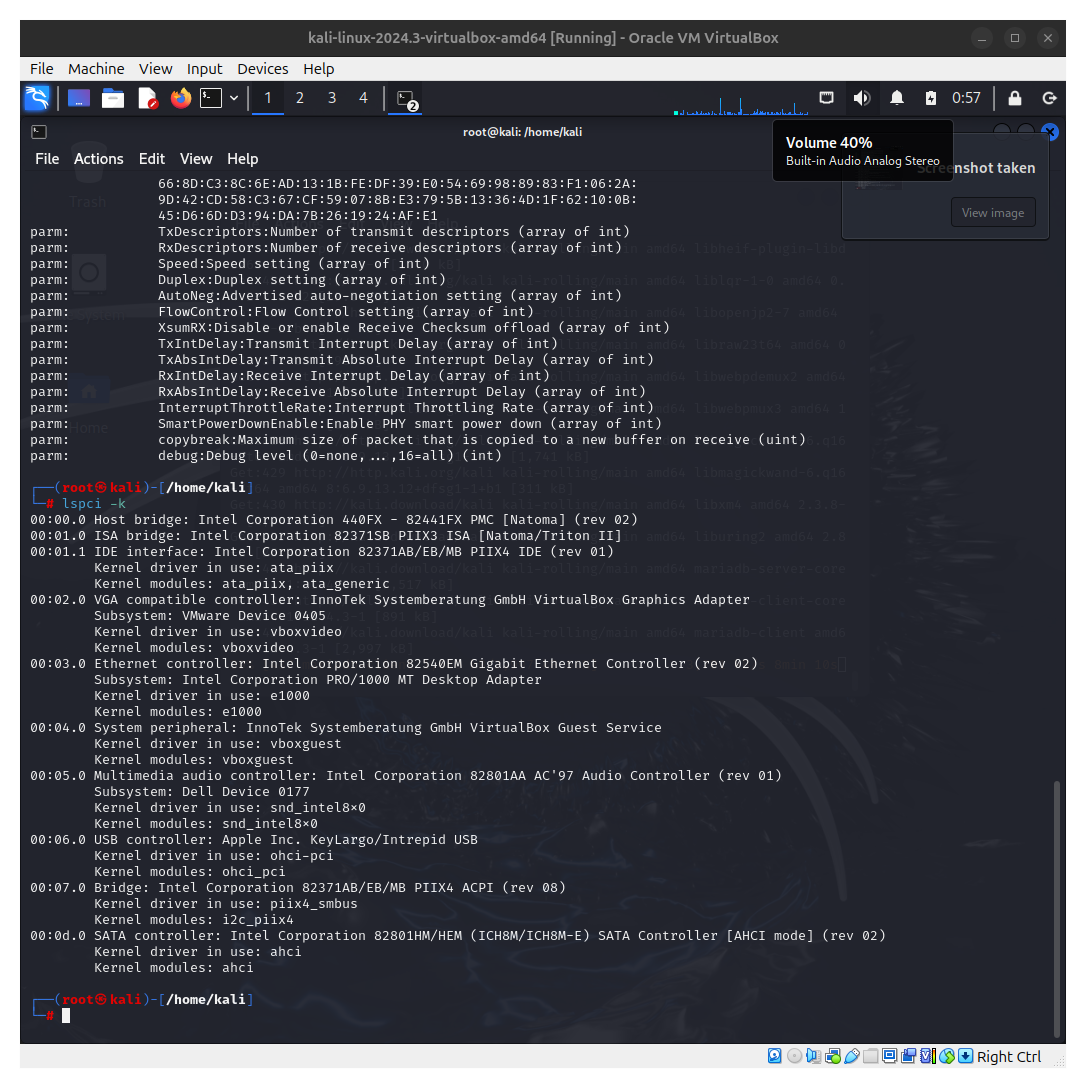 kali-linux-2024.3-virtualbox-amd64 [Running] - Oracle VM VirtualBox
File Machine View Input Devices Help
1 2 3 4 2 0:57
root@kali: /home/kali
Volume 40%
Built-in Audio Analog Stereo
Screenshot taken
View image
File Actions Edit View Help
66:8D:C3:8C:6E:AD:13:1B:FE:DF:39:E0:54:69:98:89:83:F1:06:2A:
9D:42:CD:58:C3:67:CF:59:07:8B:E3:79:5B:13:36:4D:1F:62:10:0B:
45:D6:6D:D3:94:DA:7B:26:19:24:AF:E1
parm: TxDescriptors:Number of transmit descriptors (array of int)
parm: RxDescriptors:Number of receive descriptors (array of int)
parm: Speed:Speed setting (array of int)
parm: Duplex:Duplex setting (array of int)
parm: AutoNeg:Advertised auto-negotiation setting (array of int)
parm: FlowControl:Flow Control setting (array of int)
parm: XsumRX:Disable or enable Receive Checksum offload (array of int)
parm: TxIntDelay:Transmit Interrupt Delay (array of int)
parm: TxAbsIntDelay:Transmit Absolute Interrupt Delay (array of int)
parm: RxIntDelay:Receive Interrupt Delay (array of int)
parm: RxAbsIntDelay:Receive Absolute Interrupt Delay (array of int)
parm: InterruptThrottleRate:Interrupt Throttling Rate (array of int)
parm: SmartPowerDownEnable:Enable PHY smart power down (array of int)
parm: copybreak:Maximum size of packet that is copied to a new buffer on receive (uint)
parm: debug:Debug level (0=none,...,16=all) (int)
┌──(root㉿kali)-[/home/kali]
└─# lspci -k
00:00.0 Host bridge: Intel Corporation 440FX - 82441FX PMC [Natoma] (rev 02)
00:01.0 ISA bridge: Intel Corporation 82371SB PIIX3 ISA [Natoma/Triton II]
00:01.1 IDE interface: Intel Corporation 82371AB/EB/MB PIIX4 IDE (rev 01)
Kernel driver in use: ata_piix
Kernel modules: ata_piix, ata_generic
00:02.0 VGA compatible controller: InnoTek Systemberatung GmbH VirtualBox Graphics Adapter
Subsystem: VMware Device 0405
Kernel driver in use: vboxvideo
Kernel modules: vboxvideo
00:03.0 Ethernet controller: Intel Corporation 82540EM Gigabit Ethernet Controller (rev 02)
Subsystem: Intel Corporation PRO/1000 MT Desktop Adapter
Kernel driver in use: e1000
Kernel modules: e1000
00:04.0 System peripheral: InnoTek Systemberatung GmbH VirtualBox Guest Service
Kernel driver in use: vboxguest
Kernel modules: vboxguest
00:05.0 Multimedia audio controller: Intel Corporation 82801AA AC'97 Audio Controller (rev 01)
Subsystem: Dell Device 0177
Kernel driver in use: snd_intel8×0
Kernel modules: snd_intel8×0
00:06.0 USB controller: Apple Inc. KeyLargo/Intrepid USB
Kernel driver in use: ohci-pci
Kernel modules: ohci_pci
00:07.0 Bridge: Intel Corporation 82371AB/EB/MB PIIX4 ACPI (rev 08)
Kernel driver in use: piix4_smbus
Kernel modules: i2c_piix4
00:0d.0 SATA controller: Intel Corporation 82801HM/HEM (ICH8M/ICH8M-E) SATA Controller [AHCI mode] (rev 02)
Kernel driver in use: ahci
Kernel modules: ahci
┌──(root㉿kali)-[/home/kali]
└─#
Right Ctrl